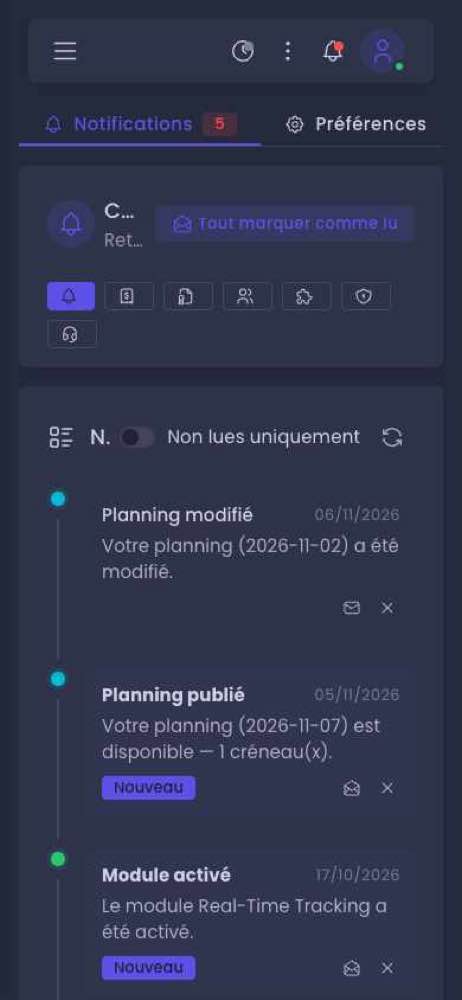 Notifications 5 Préférences
C...
Ret...
Tout marquer comme lu
N. Non lues uniquement
Planning modifié 06/11/2026
Votre planning (2026-11-02) a été
modifié.
Planning publié 05/11/2026
Votre planning (2026-11-07) est
disponible — 1 créneau(x).
Nouveau
Module activé 17/10/2026
Le module Real-Time Tracking a
été activé.
Nouveau